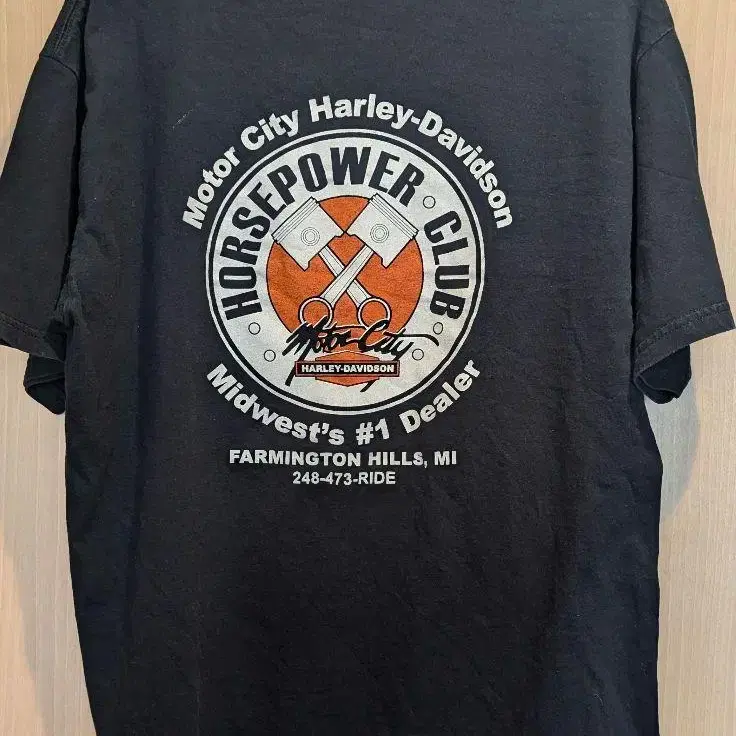 Motor City Harley-Davidson
HORSEPOWER CLUB
Motor City
HARLEY-DAVIDSON
Midwest's #1 Dealer
FARMINGTON HILLS, MI
248-473-RIDE